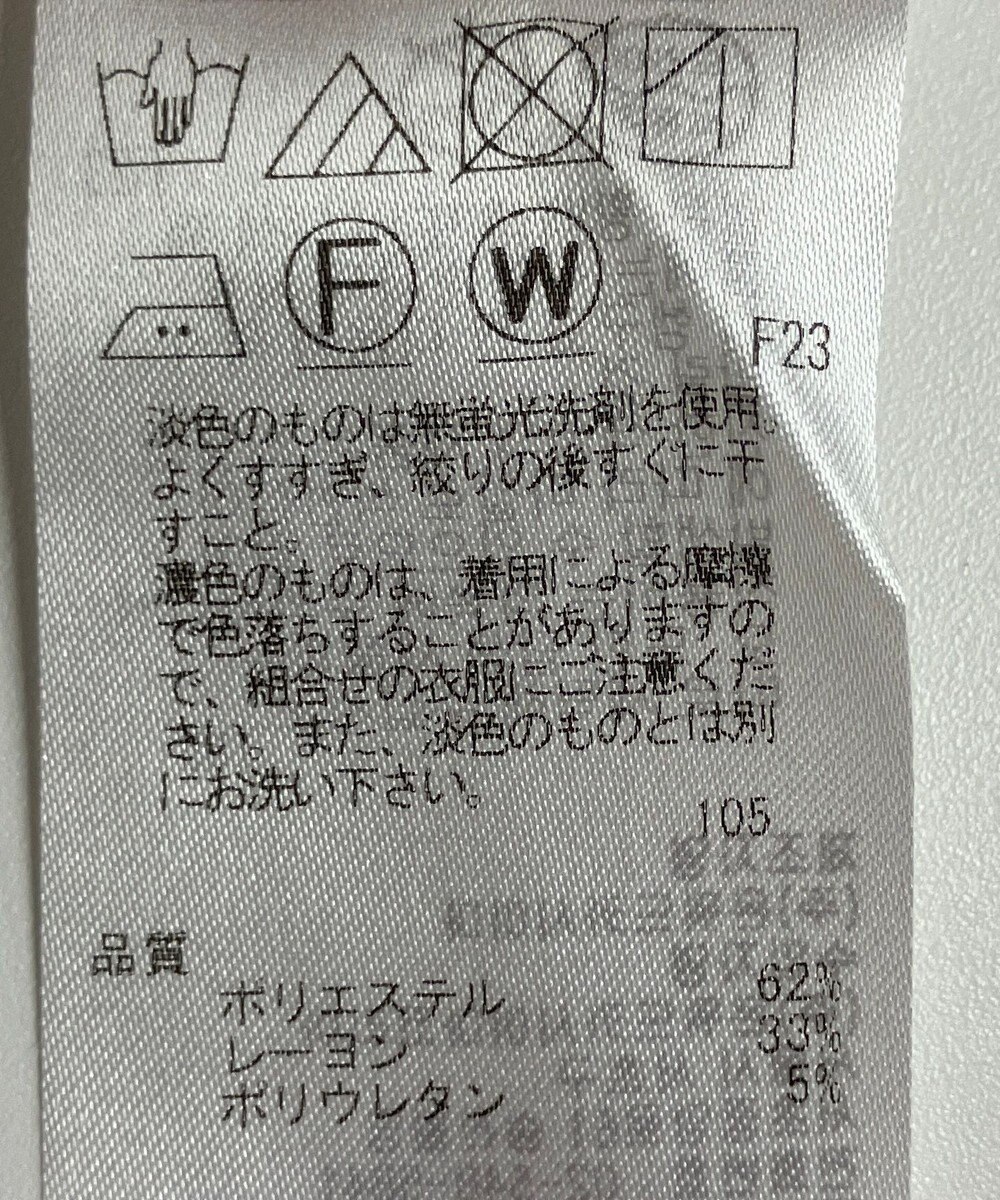 F
W
F23
淡色のものは無蛍光洗剤を使用。
よくすすぎ、絞りの後すぐに干
すこと。
濃色のものは、着用による摩擦
で色落ちすることがありますの
で、組合せの衣服にご注意くだ
さい。また、淡色のものとは別
にお洗い下さい。
105
品質
ポリエステル 62%
レーヨン 33%
ポリウレタン 5%